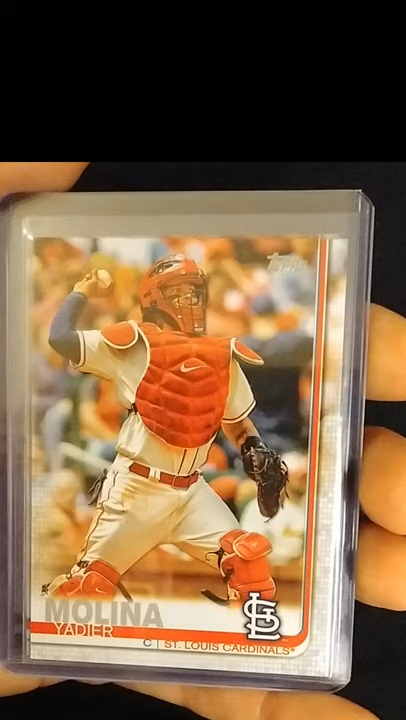 Topps
MOLINA
YADIER
C | ST. LOUIS CARDINALS®
STL